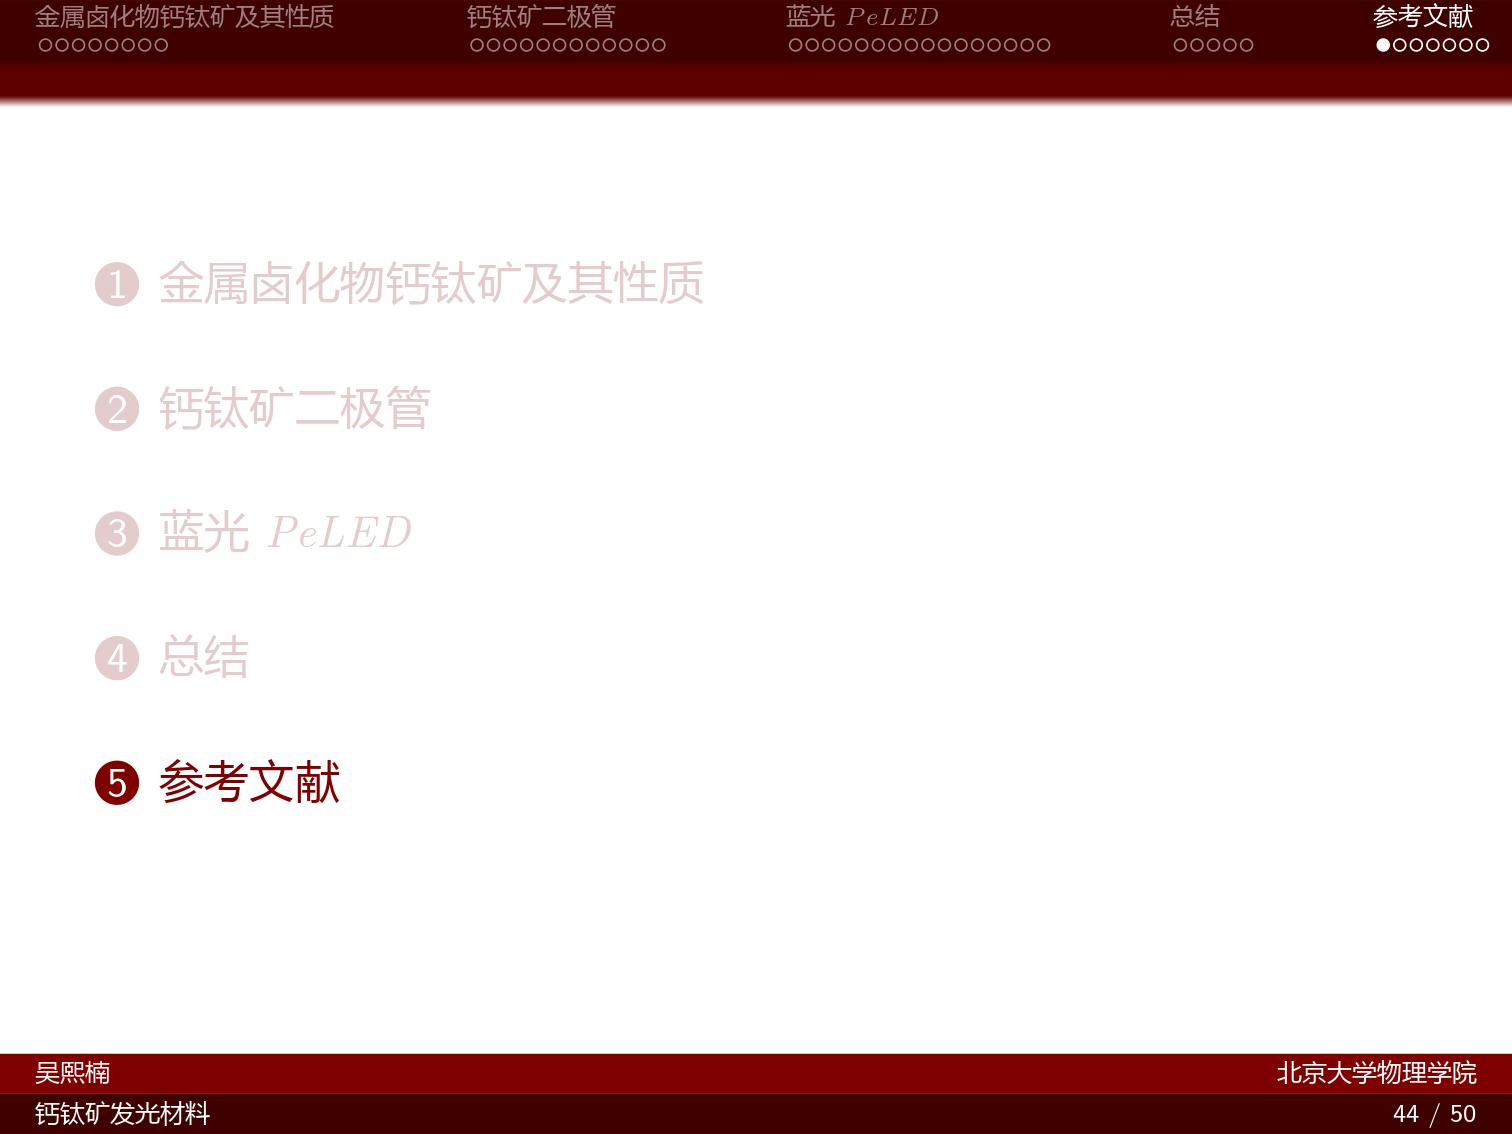 金属卤化物钙钛矿及其性质 钙钛矿二极管 蓝光 PeLED 总结 参考文献
1 金属卤化物钙钛矿及其性质
2 钙钛矿二极管
3 蓝光 PeLED
4 总结
5 参考文献
吴熙楠 北京大学物理学院
钙钛矿发光材料 44 / 50